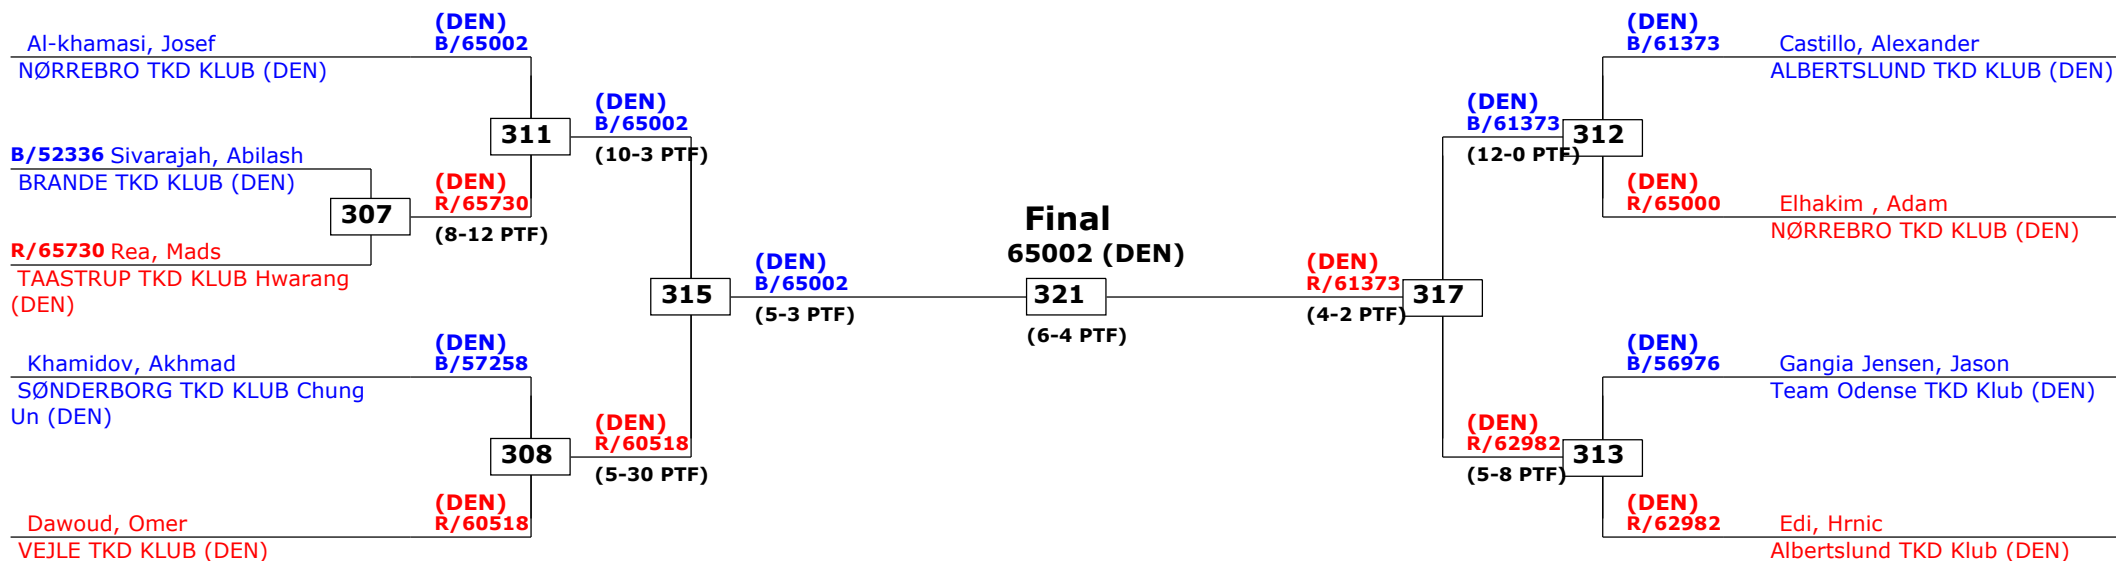 (DEN)
Al-khamasi, Josef B/65002
NØRREBRO TKD KLUB (DEN)
B/52336 Sivarajah, Abilash
BRANDE TKD KLUB (DEN)
R/65730 Rea, Mads
TAASTRUP TKD KLUB Hwarang
(DEN)
307
(DEN)
R/65730
(8-12 PTF)
311
(DEN)
B/65002
(10-3 PTF)
(DEN)
Khamidov, Akhmad B/57258
SØNDERBORG TKD KLUB Chung
Un (DEN)
308
(DEN)
R/60518
(5-30 PTF)
(DEN)
Dawoud, Omer R/60518
VEJLE TKD KLUB (DEN)
315
(DEN)
B/65002
(5-3 PTF)
Final
65002 (DEN)
321
(6-4 PTF)
(DEN)
R/61373
(4-2 PTF)
317
(DEN)
B/61373
(12-0 PTF)
312
(DEN)
B/61373 Castillo, Alexander
ALBERTSLUND TKD KLUB (DEN)
(DEN)
R/65000 Elhakim , Adam
NØRREBRO TKD KLUB (DEN)
(DEN)
B/56976 Gangia Jensen, Jason
Team Odense TKD Klub (DEN)
(DEN)
R/62982
(5-8 PTF)
313
(DEN)
R/62982 Edi, Hrnic
Albertslund TKD Klub (DEN)